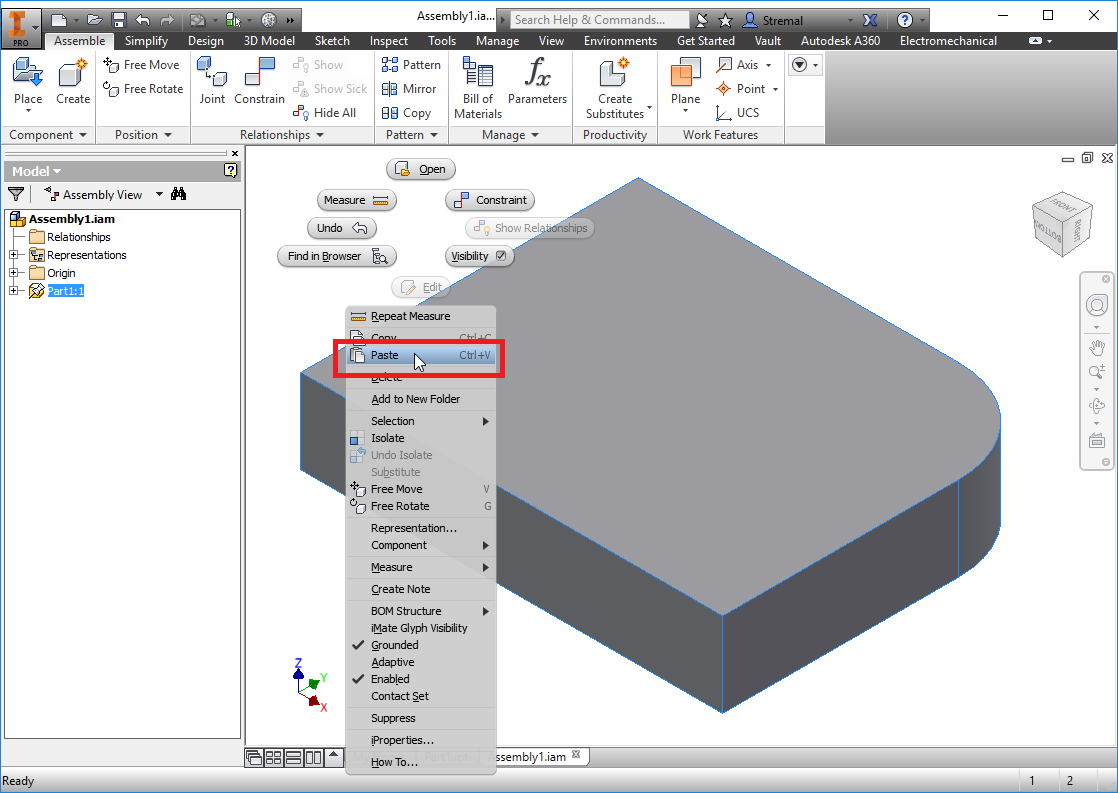 Assembly1.ia...
Search Help & Commands...
Stremal
PRO
Assemble Simplify Design 3D Model Sketch Inspect Tools Manage View Environments Get Started Vault Autodesk A360 Electromechanical
Place
Create
Free Move
Free Rotate
Joint
Constrain
Show
Show Sick
Hide All
Pattern
Mirror
Copy
Bill of
Materials
fx
Parameters
Create
Substitutes
Plane
Axis
Point
UCS
Component
Position
Relationships
Pattern
Manage
Productivity
Work Features
Model
Assembly View
Assembly1.iam
Relationships
Representations
Origin
Part1:1
Open
Measure
Constraint
Undo
Show Relationships
Find in Browser
Visibility
Edit
FRONT
BOTTOM
RIGHT
Repeat Measure
Copy Ctrl+C
Paste Ctrl+V
Delete
Add to New Folder
Selection
Isolate
Undo Isolate
Substitute
Free Move V
Free Rotate G
Representation...
Component
Measure
Create Note
BOM Structure
iMate Glyph Visibility
Grounded
Adaptive
Enabled
Contact Set
Suppress
iProperties...
How To...
Z
Y
X
Assembly1.iam
Ready
1 2